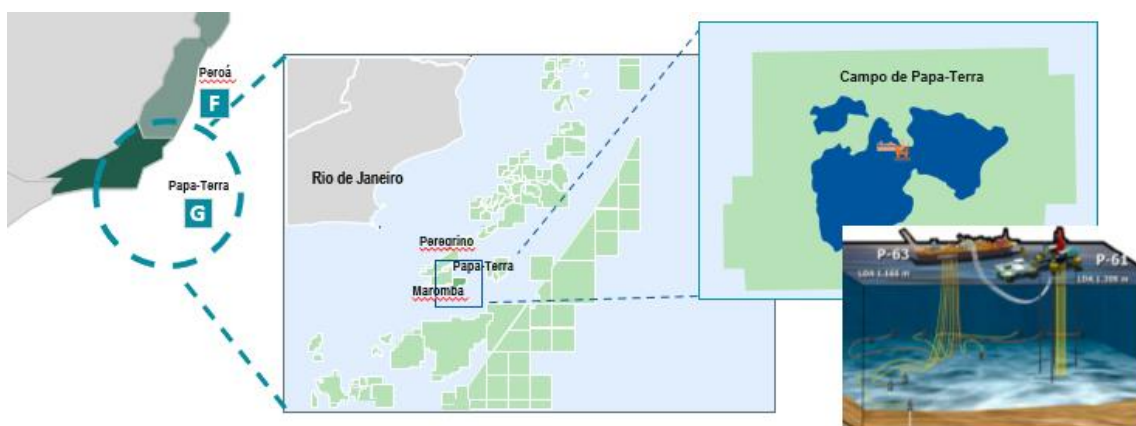 Peroá
F
Papa-Terra
G
Rio de Janeiro
Peregrino
Papa-Terra
Maromba
Campo de Papa-Terra
P-63
P-61